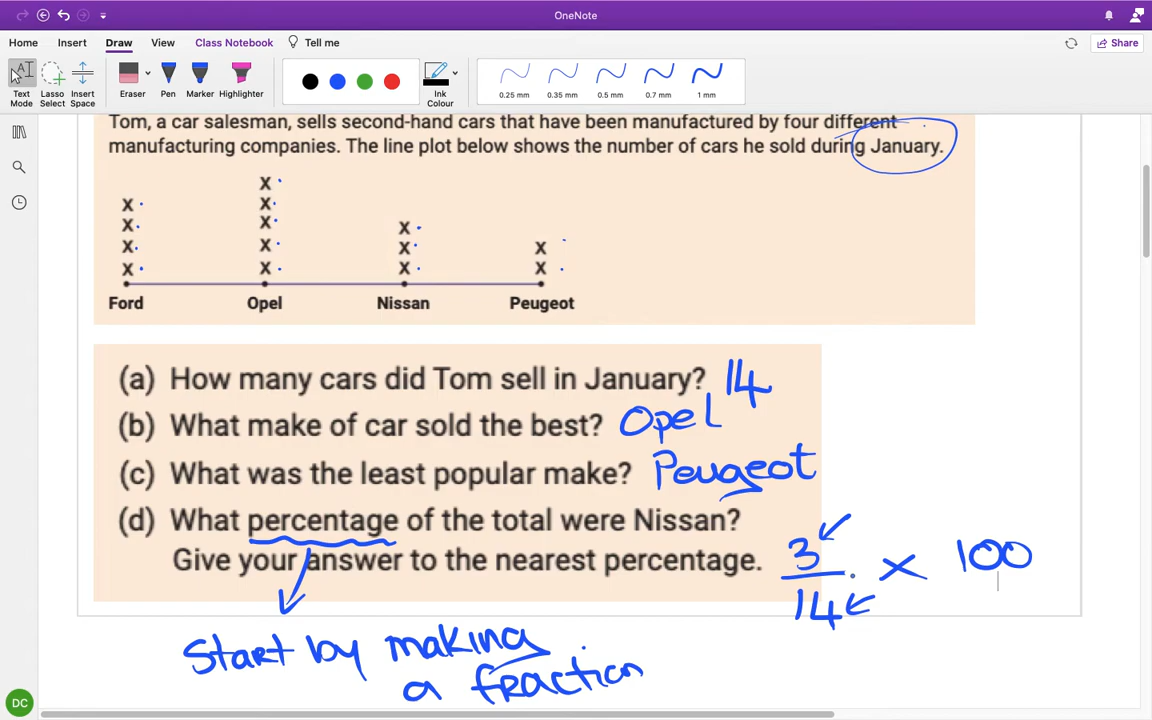 OneNote
Home Insert Draw View Class Notebook Tell me
Share
Text Mode
Lasso Select
Insert Space
Eraser
Pen
Marker
Highlighter
Ink Colour
0.25 mm 0.35 mm 0.5 mm 0.7 mm 1 mm
Tom, a car salesman, sells second-hand cars that have been manufactured by four different
manufacturing companies. The line plot below shows the number of cars he sold during January.
X
X X
X X X
X X X X
X X X X
Ford Opel Nissan Peugeot
(a) How many cars did Tom sell in January? 14
(b) What make of car sold the best? Opel
(c) What was the least popular make? Peugeot
(d) What percentage of the total were Nissan?
Give your answer to the nearest percentage.
3/14 × 100
Start by making
a fraction
DC